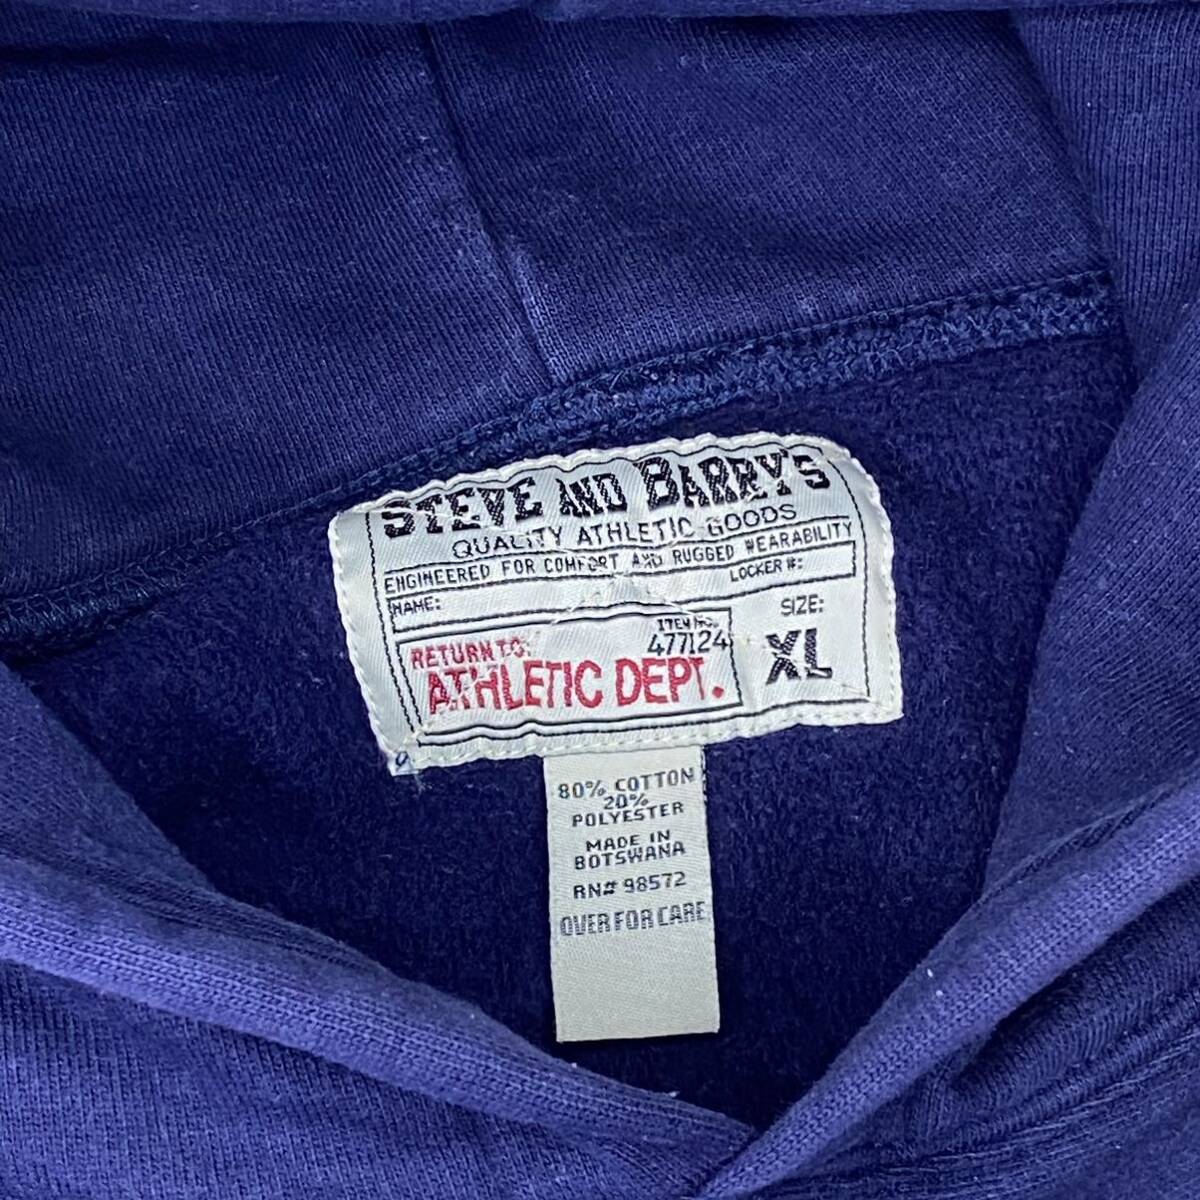 STEVE AND BARRY'S
QUALITY ATHLETIC GOODS
ENGINEERED FOR COMFORT AND RUGGED WEARABILITY
NAME: LOCKER #:
RETURN TO:
ITEM NO.
477124
ATHLETIC DEPT.
SIZE:
XL
80% COTTON
20%
POLYESTER
MADE IN
BOTSWANA
RN# 98572
OVER FOR CARE